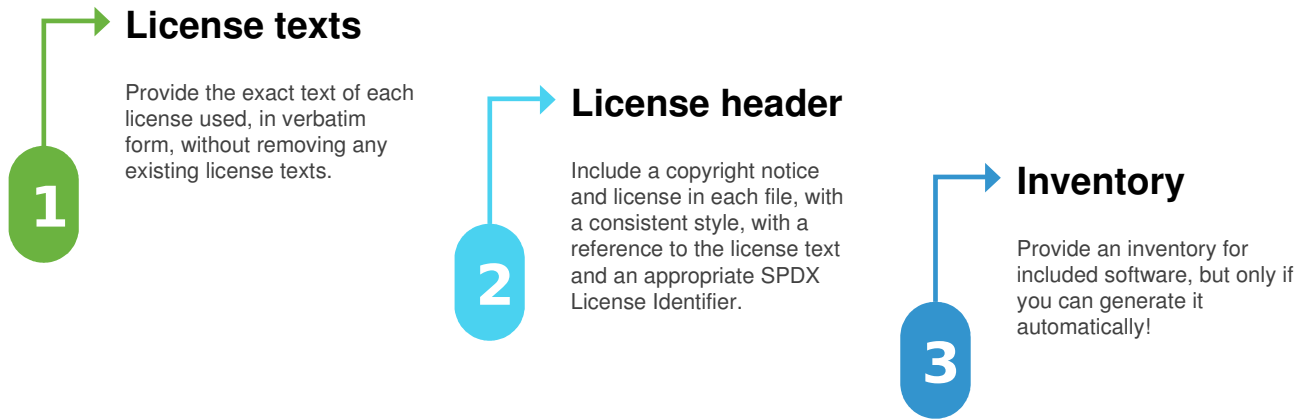 1
License texts
Provide the exact text of each
license used, in verbatim
form, without removing any
existing license texts.
2
License header
Include a copyright notice
and license in each file, with
a consistent style, with a
reference to the license text
and an appropriate SPDX
License Identifier.
3
Inventory
Provide an inventory for
included software, but only if
you can generate it
automatically!